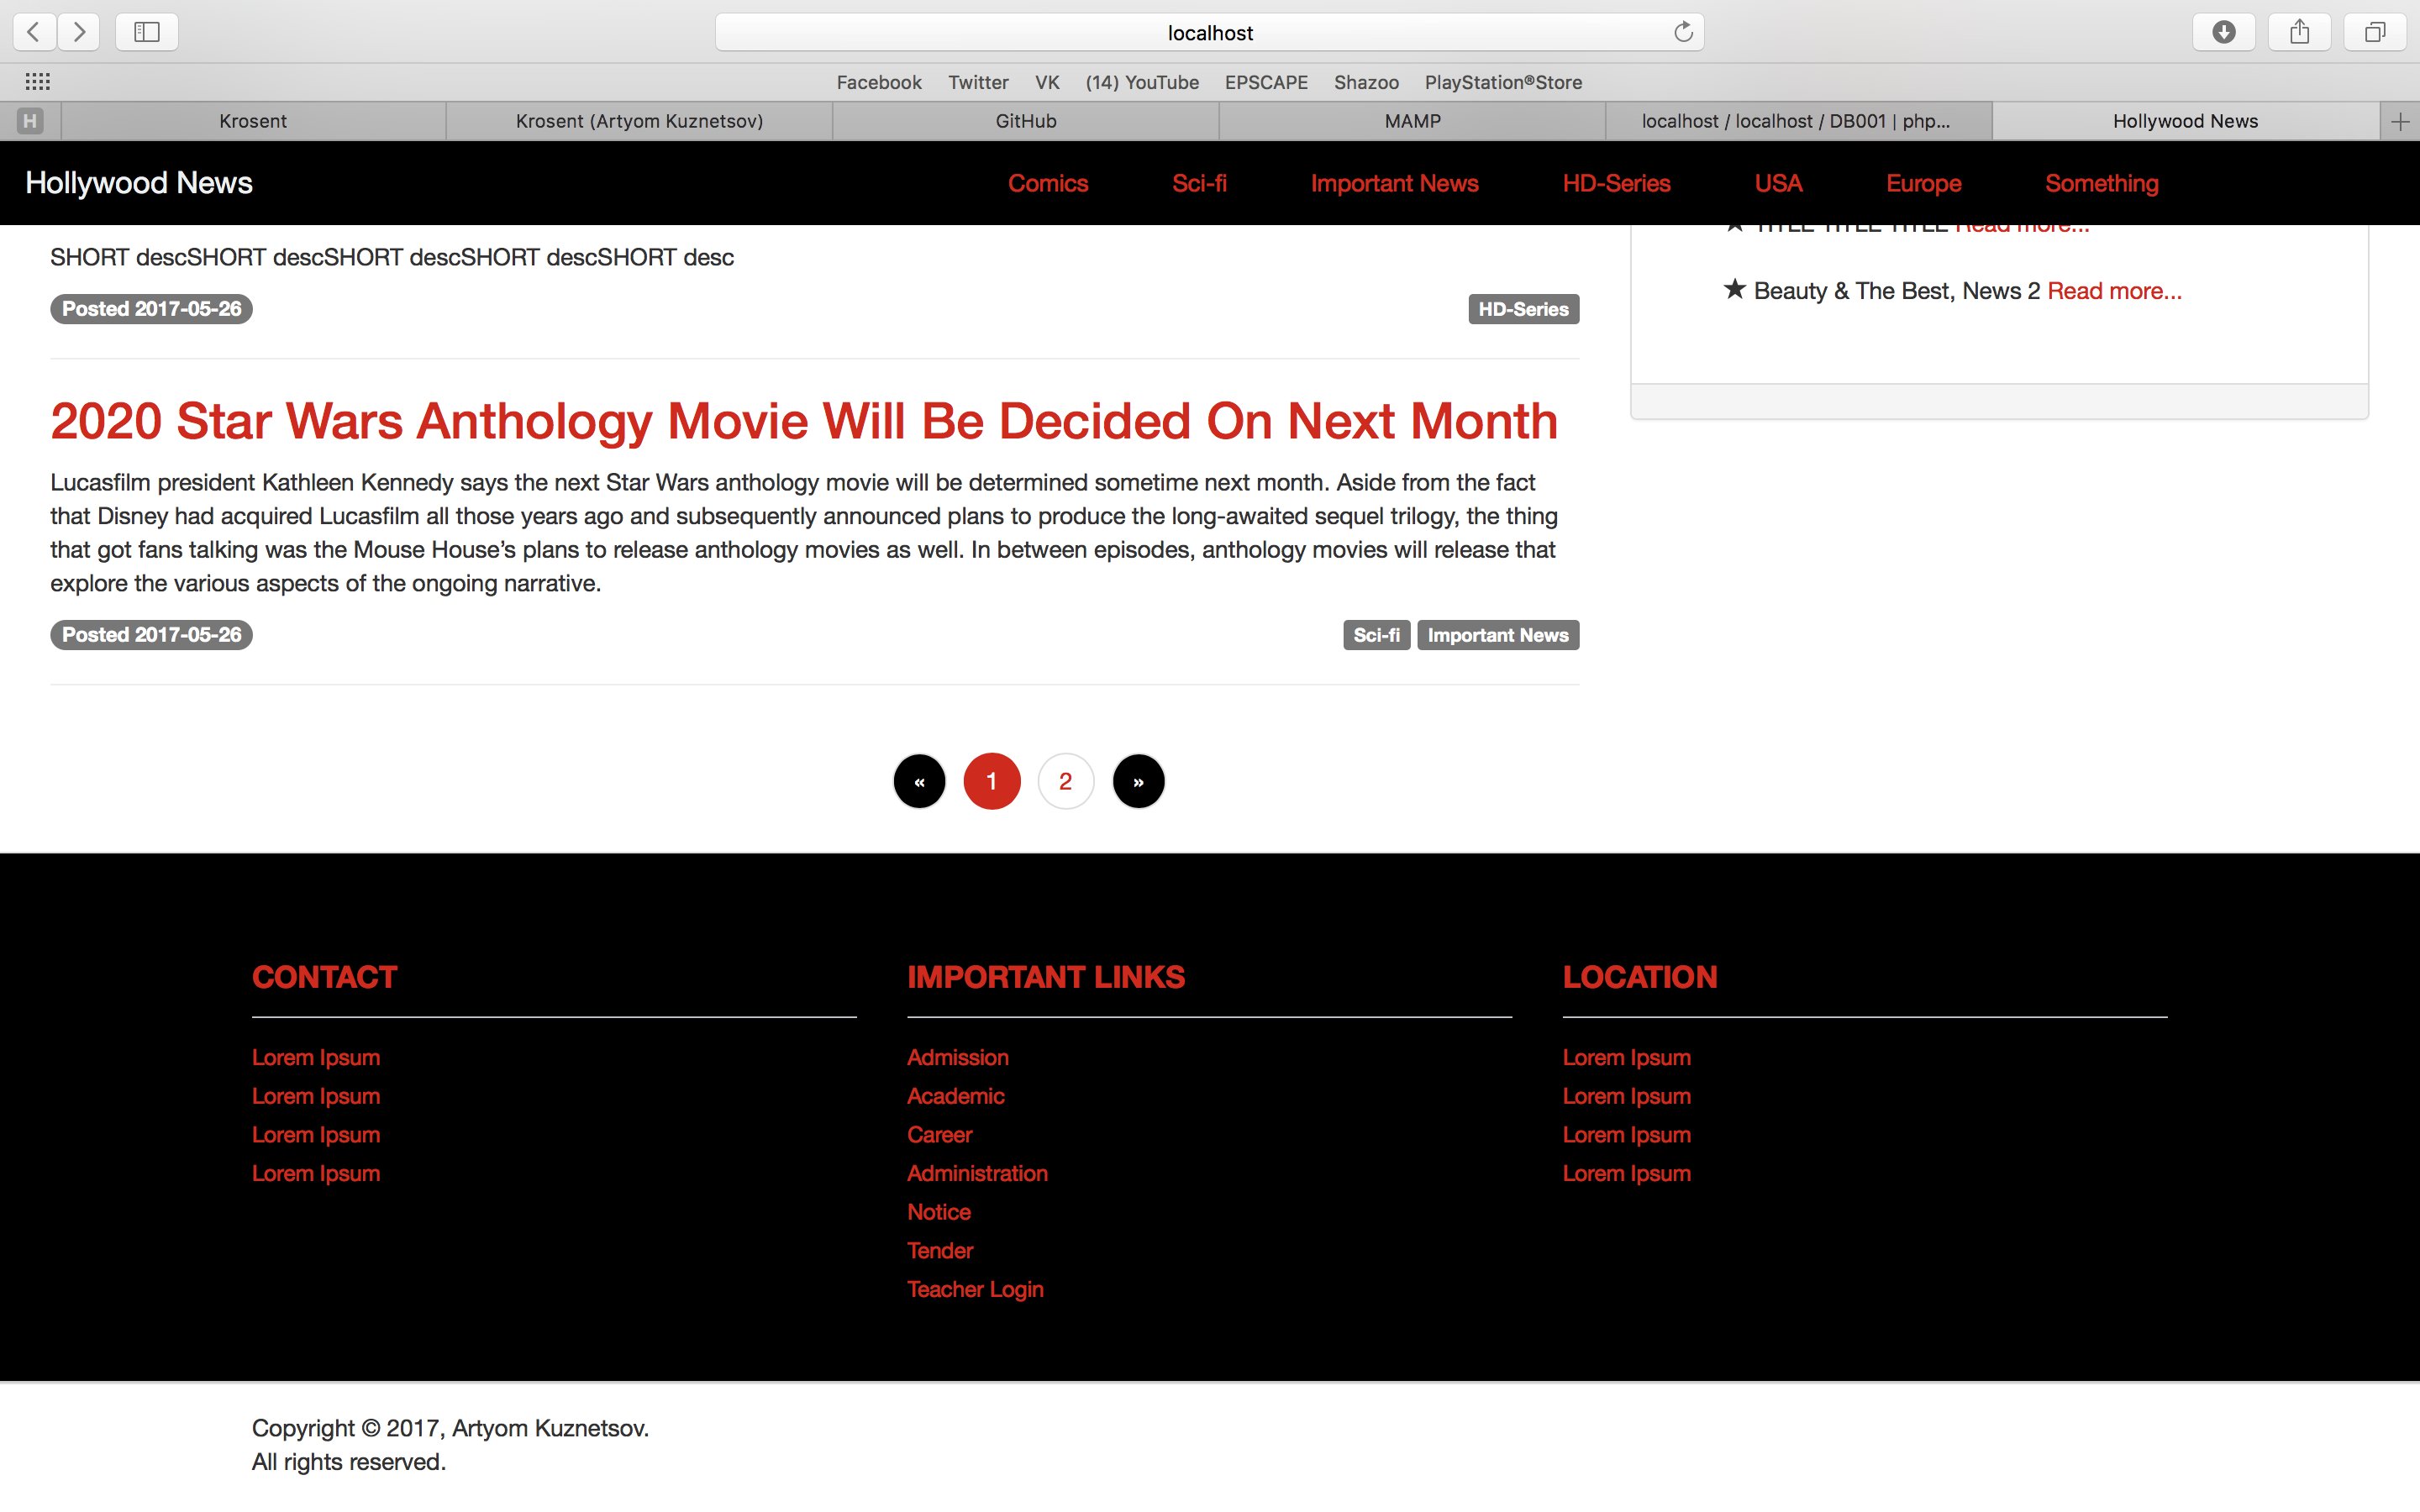 localhost
Facebook Twitter VK (14) YouTube EPSCAPE Shazoo PlayStation®Store
H Krosent Krosent (Artyom Kuznetsov) GitHub MAMP localhost / localhost / DB001 | php... Hollywood News
Hollywood News Comics Sci-fi Important News HD-Series USA Europe Something
TITLE TITLE TITLE Read more...
SHORT descSHORT descSHORT descSHORT descSHORT desc
★ Beauty & The Best, News 2 Read more...
Posted 2017-05-26 HD-Series
2020 Star Wars Anthology Movie Will Be Decided On Next Month
Lucasfilm president Kathleen Kennedy says the next Star Wars anthology movie will be determined sometime next month. Aside from the fact
that Disney had acquired Lucasfilm all those years ago and subsequently announced plans to produce the long-awaited sequel trilogy, the thing
that got fans talking was the Mouse House’s plans to release anthology movies as well. In between episodes, anthology movies will release that
explore the various aspects of the ongoing narrative.
Posted 2017-05-26 Sci-fi Important News
« 1 2 »
CONTACT
Lorem Ipsum
Lorem Ipsum
Lorem Ipsum
Lorem Ipsum
IMPORTANT LINKS
Admission
Academic
Career
Administration
Notice
Tender
Teacher Login
LOCATION
Lorem Ipsum
Lorem Ipsum
Lorem Ipsum
Lorem Ipsum
Copyright © 2017, Artyom Kuznetsov.
All rights reserved.